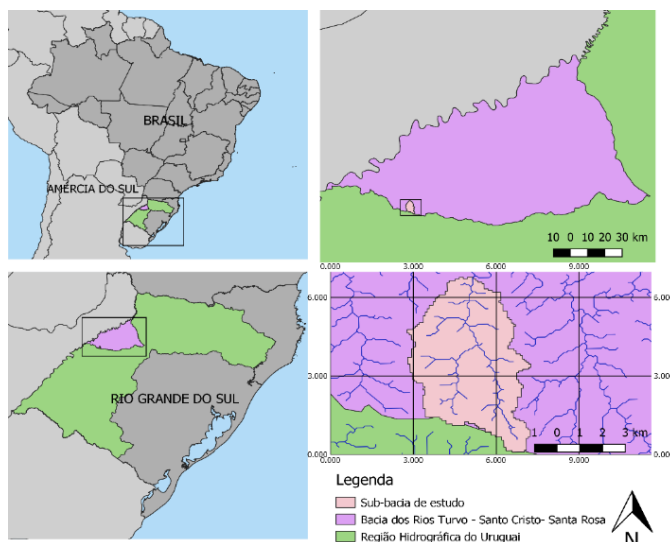 BRASIL
AMÉRCIA DO SUL
10 0 10 20 30 km
RIO GRANDE DO SUL
0.000 3.000 6.000 9.000
6.000 6.000
3.000 3.000
0.000 0.000
1 0 1 2 3 km
0.000 3.000 6.000 9.000
Legenda
Sub-bacia de estudo
Bacia dos Rios Turvo - Santo Cristo- Santa Rosa
Região Hidrográfica do Uruguai
N